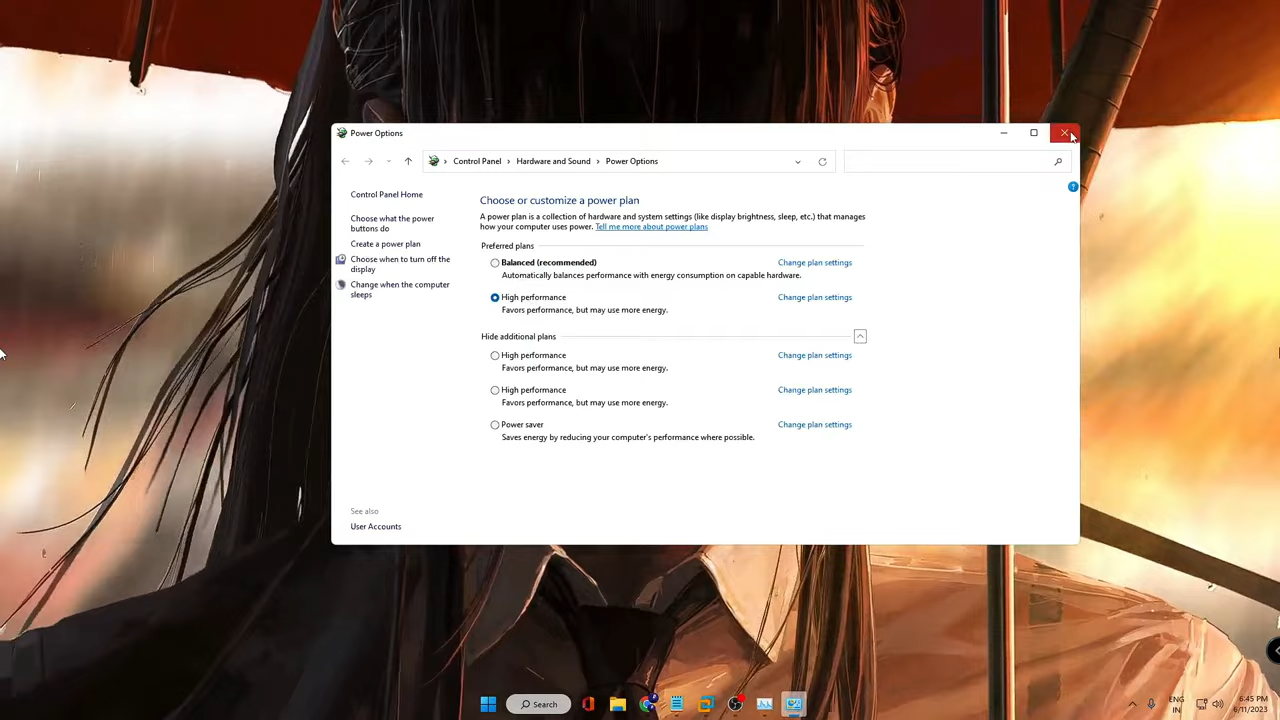 Power Options
Control Panel
Hardware and Sound
Power Options
Control Panel Home
Choose what the power
buttons do
Create a power plan
Choose when to turn off the
display
Change when the computer
sleeps
See also
User Accounts
Choose or customize a power plan
A power plan is a collection of hardware and system settings (like display brightness, sleep, etc.) that manages
how your computer uses power. Tell me more about power plans
Preferred plans
Balanced (recommended) Change plan settings
Automatically balances performance with energy consumption on capable hardware.
High performance Change plan settings
Favors performance, but may use more energy.
Hide additional plans
High performance Change plan settings
Favors performance, but may use more energy.
High performance Change plan settings
Favors performance, but may use more energy.
Power saver Change plan settings
Saves energy by reducing your computer's performance where possible.
Search
ENG
IN
6:45 PM
6/11/2023